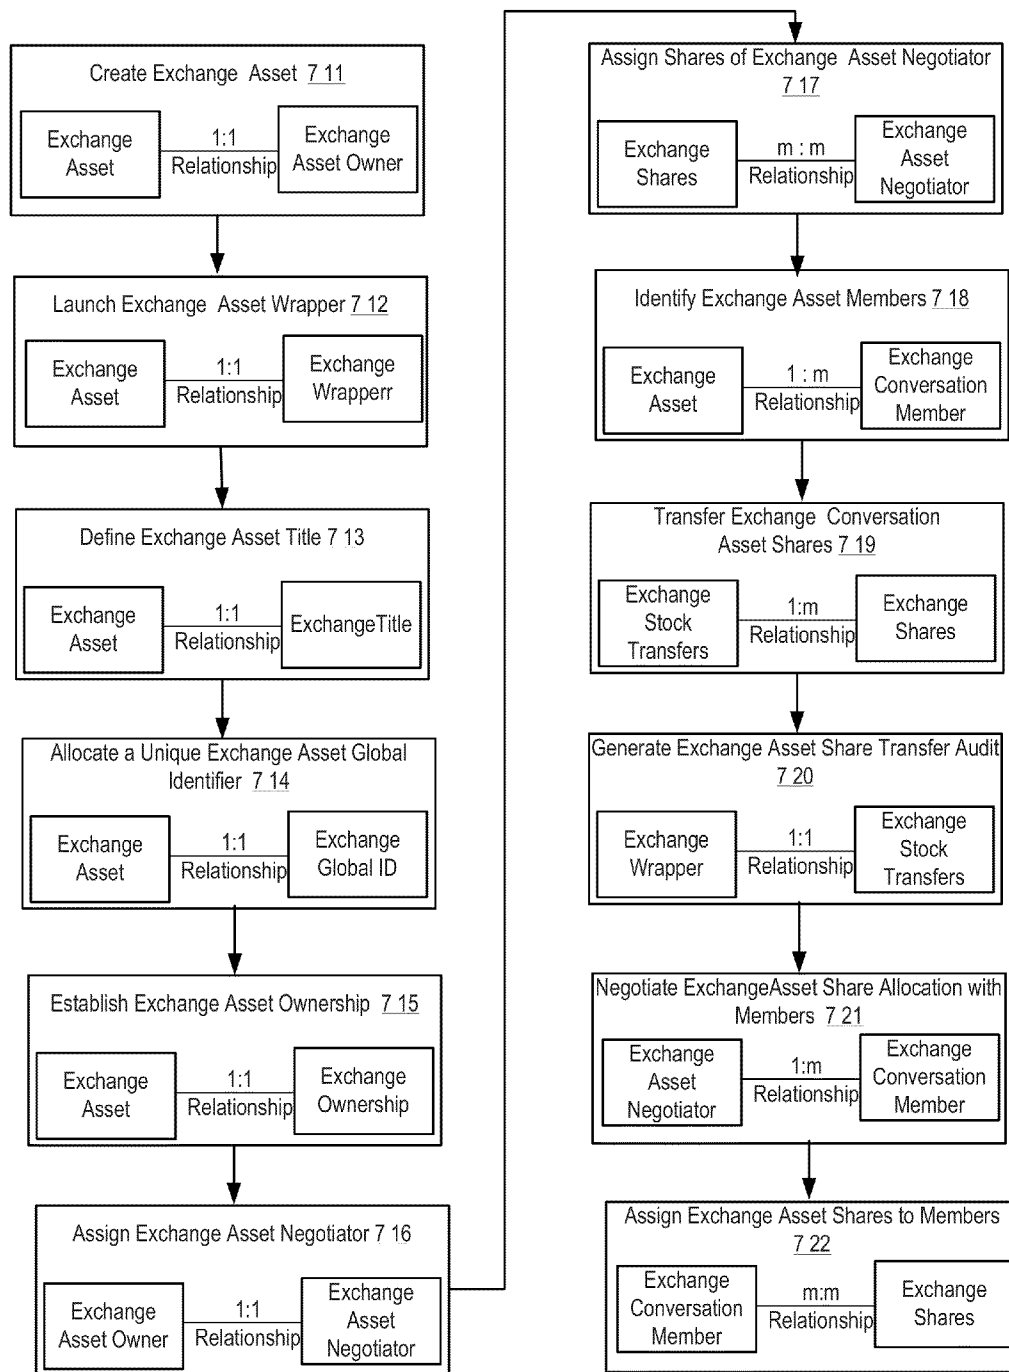 Create Exchange Asset 7 11
Exchange
Asset
1:1
Relationship
Exchange
Asset Owner
Launch Exchange Asset Wrapper 7 12
Exchange
Asset
1:1
Relationship
Exchange
Wrapperr
Define Exchange Asset Title 7 13
Exchange
Asset
1:1
Relationship
ExchangeTitle
Allocate a Unique Exchange Asset Global
Identifier 7 14
Exchange
Asset
1:1
Relationship
Exchange
Global ID
Establish Exchange Asset Ownership 7 15
Exchange
Asset
1:1
Relationship
Exchange
Ownership
Assign Exchange Asset Negotiator 7 16
Exchange
Asset Owner
1:1
Relationship
Exchange
Asset
Negotiator
Assign Shares of Exchange Asset Negotiator
7 17
Exchange
Shares
m : m
Relationship
Exchange
Asset
Negotiator
Identify Exchange Asset Members 7 18
Exchange
Asset
1 : m
Relationship
Exchange
Conversation
Member
Transfer Exchange Conversation
Asset Shares 7 19
Exchange
Stock
Transfers
1:m
Relationship
Exchange
Shares
Generate Exchange Asset Share Transfer Audit
7 20
Exchange
Wrapper
1:1
Relationship
Exchange
Stock
Transfers
Negotiate ExchangeAsset Share Allocation with
Members 7 21
Exchange
Asset
Negotiator
1:m
Relationship
Exchange
Conversation
Member
Assign Exchange Asset Shares to Members
7 22
Exchange
Conversation
Member
m:m
Relationship
Exchange
Shares